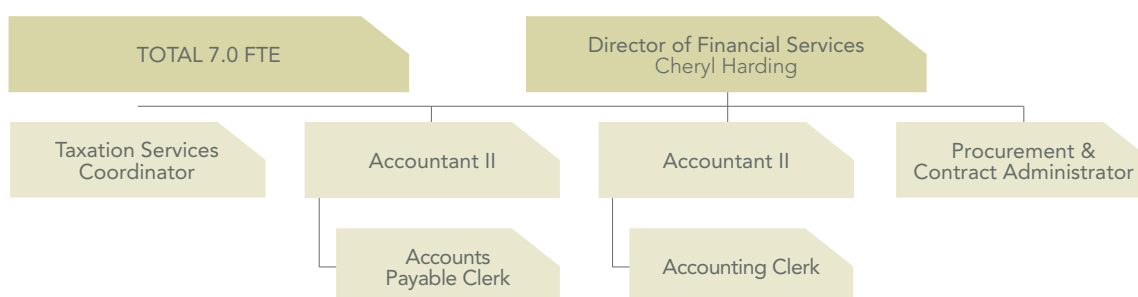 TOTAL 7.0 FTE
Director of Financial Services
Cheryl Harding
Taxation Services
Coordinator
Accountant II
Accountant II
Procurement &
Contract Administrator
Accounts
Payable Clerk
Accounting Clerk